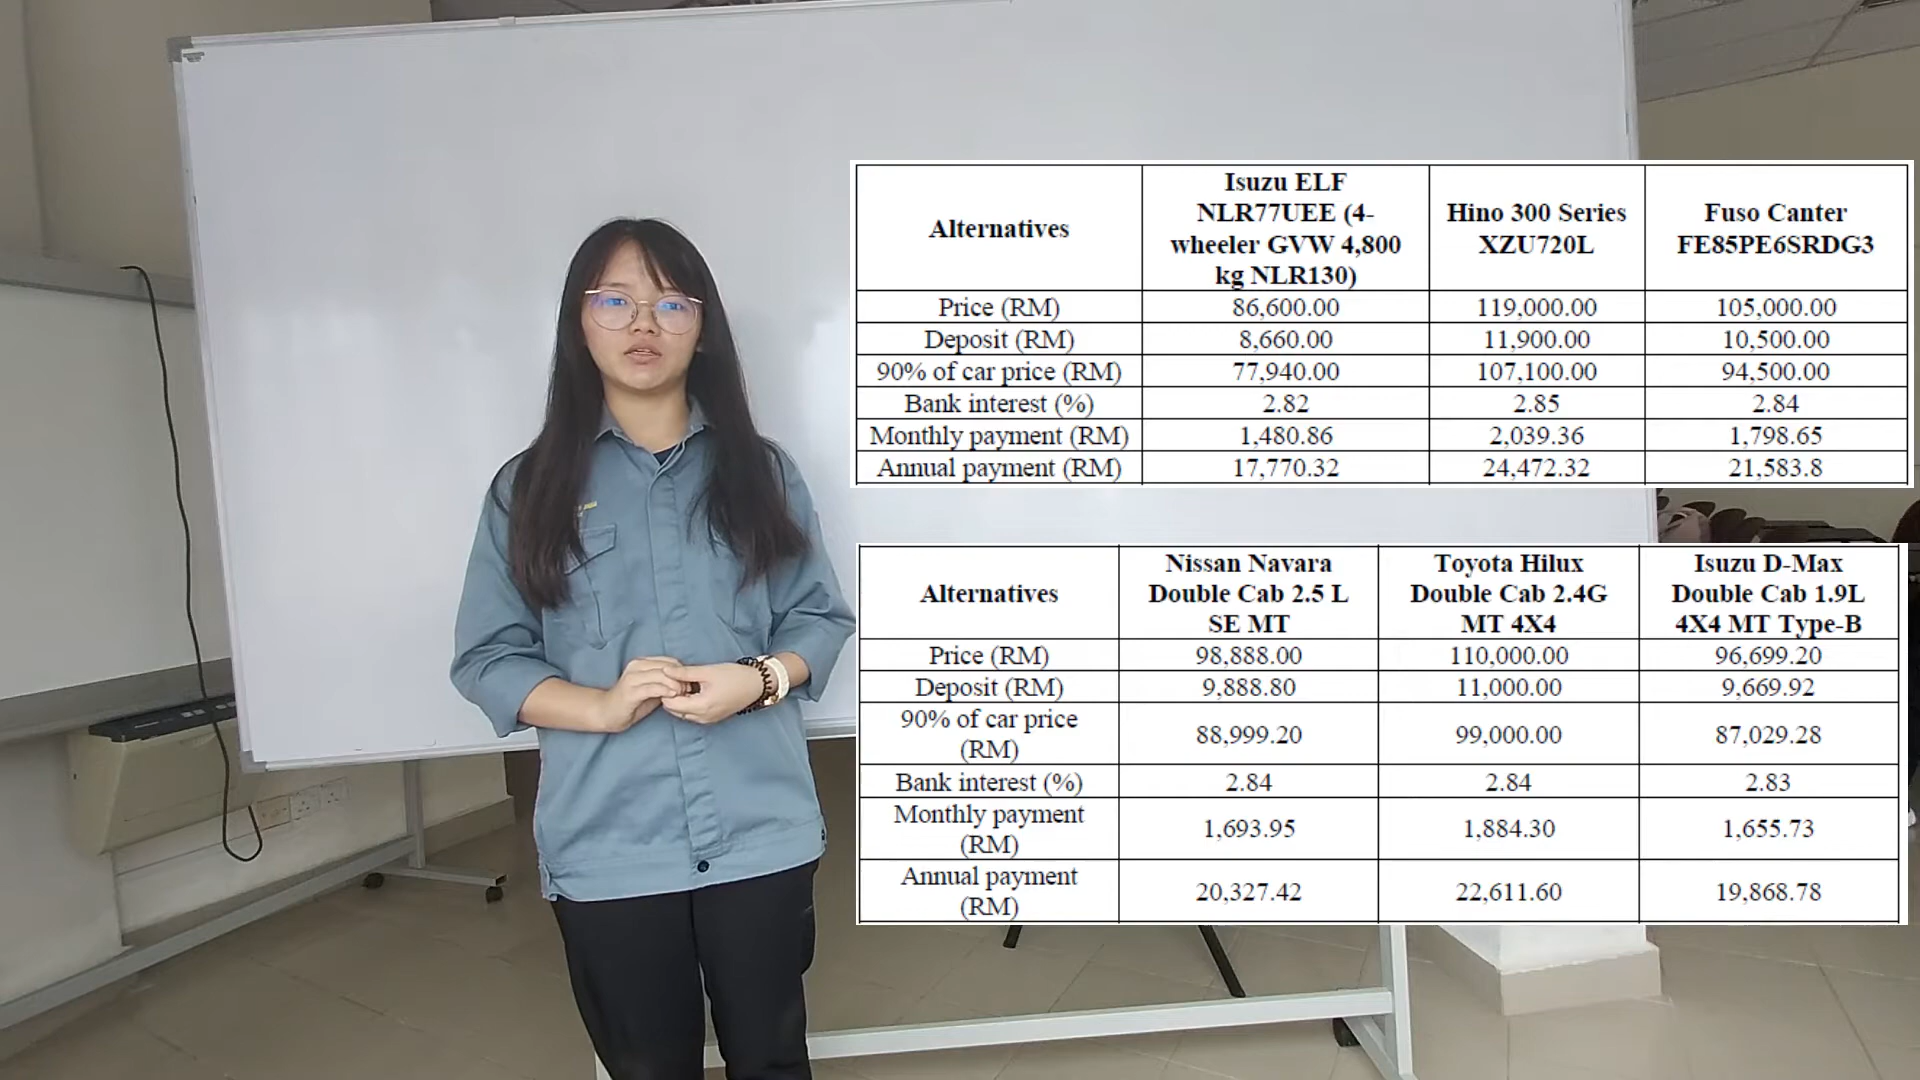 Alternatives
Isuzu ELF
NLR77UEE (4-
wheeler GVW 4,800
kg NLR130)
Hino 300 Series
XZU720L
Fuso Canter
FE85PE6SRDG3
Price (RM) 86,600.00 119,000.00 105,000.00
Deposit (RM) 8,660.00 11,900.00 10,500.00
90% of car price (RM) 77,940.00 107,100.00 94,500.00
Bank interest (%) 2.82 2.85 2.84
Monthly payment (RM) 1,480.86 2,039.36 1,798.65
Annual payment (RM) 17,770.32 24,472.32 21,583.8
Alternatives
Nissan Navara
Double Cab 2.5 L
SE MT
Toyota Hilux
Double Cab 2.4G
MT 4X4
Isuzu D-Max
Double Cab 1.9L
4X4 MT Type-B
Price (RM) 98,888.00 110,000.00 96,699.20
Deposit (RM) 9,888.80 11,000.00 9,669.92
90% of car price
(RM)
88,999.20 99,000.00 87,029.28
Bank interest (%) 2.84 2.84 2.83
Monthly payment
(RM)
1,693.95 1,884.30 1,655.73
Annual payment
(RM)
20,327.42 22,611.60 19,868.78